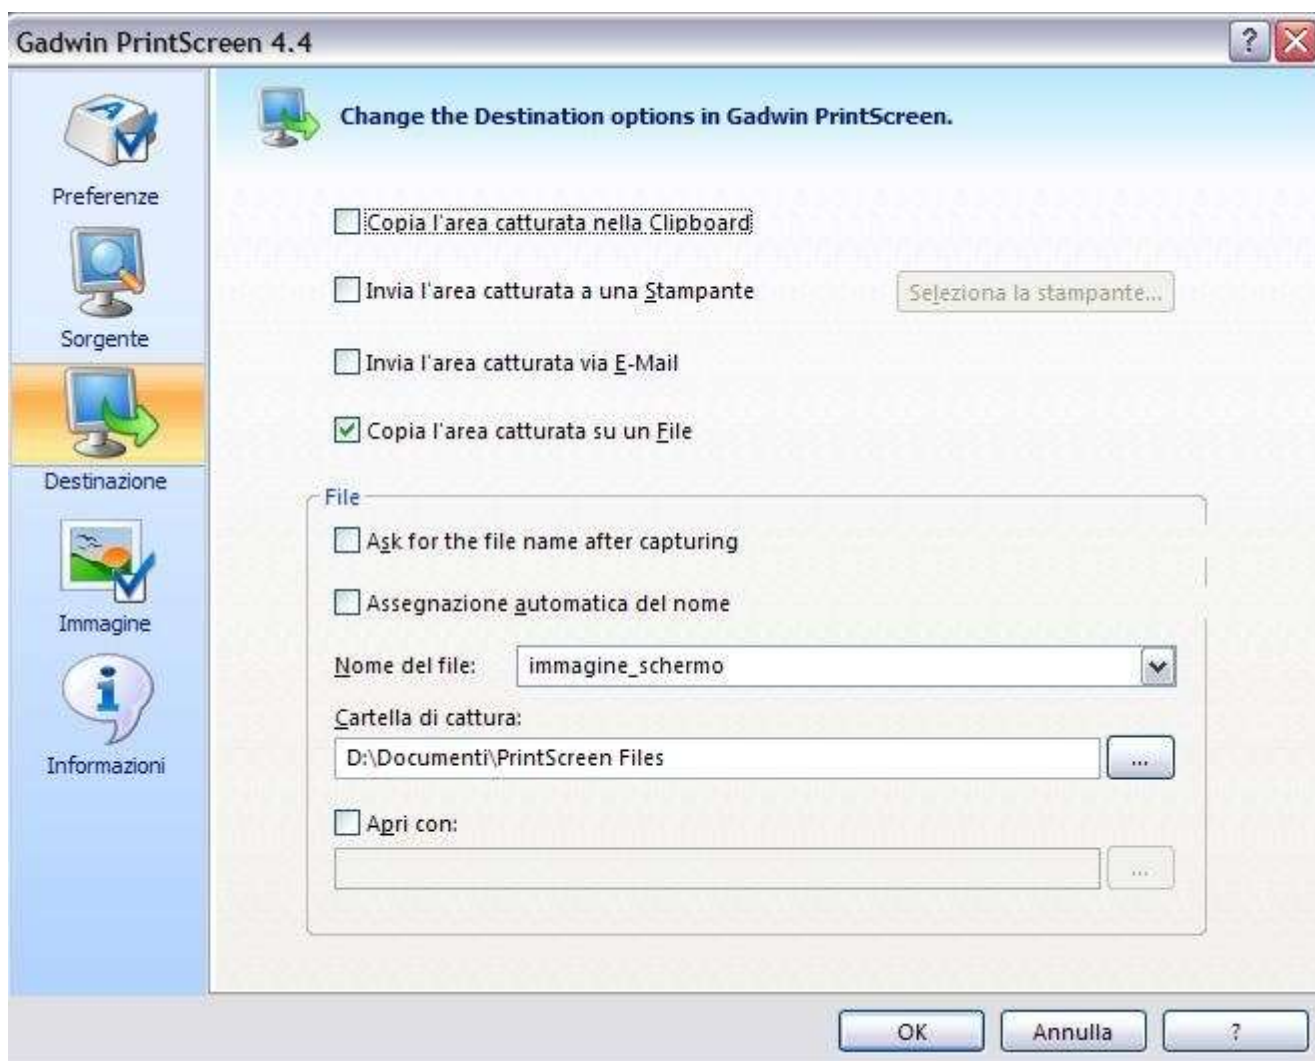 Gadwin PrintScreen 4.4
?
Change the Destination options in Gadwin PrintScreen.
Preferenze
Sorgente
Destinazione
Immagine
Informazioni
Copia l'area catturata nella Clipboard
Invia l'area catturata a una Stampante
Seleziona la stampante...
Invia l'area catturata via E-Mail
Copia l'area catturata su un File
File
Ask for the file name after capturing
Assegnazione automatica del nome
Nome del file: immagine_schermo
Cartella di cattura:
D:\Documenti\PrintScreen Files ...
Apri con:
...
OK Annulla ?